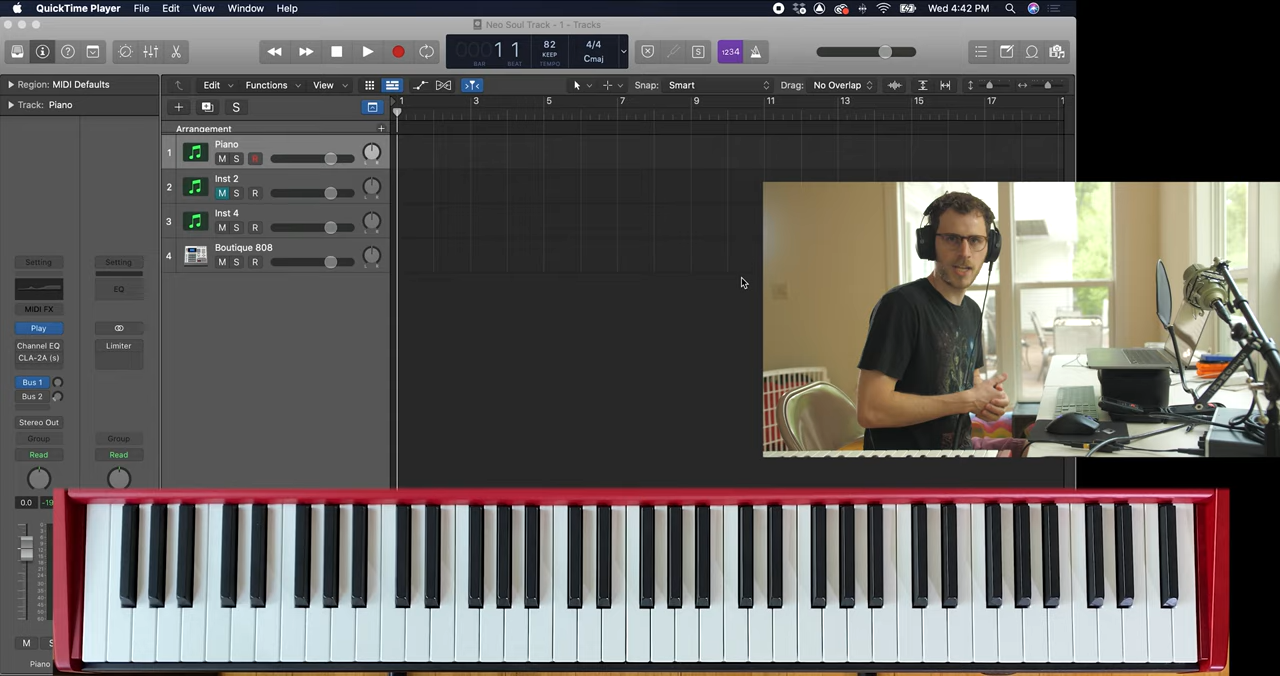 QuickTime Player File Edit View Window Help
Wed 4:42 PM
Neo Soul Track - 1 - Tracks
1 1
82
4/4
KEEP
Cmaj
BAR BEAT TEMPO
1234
S
Region: MIDI Defaults
Edit Functions View
Snap: Smart
Drag: No Overlap
Track: Piano
S
1 3 5 7 9 11 13 15 17 1
Arrangement
1 Piano
M S R
2 Inst 2
M S R
3 Inst 4
M S R
4 Boutique 808
M S R
Setting Setting
EQ
MIDI FX
Play
Channel EQ
Limiter
CLA-2A (s)
Bus 1
Bus 2
Stereo Out
Group Group
Read Read
0.0
M
Piano